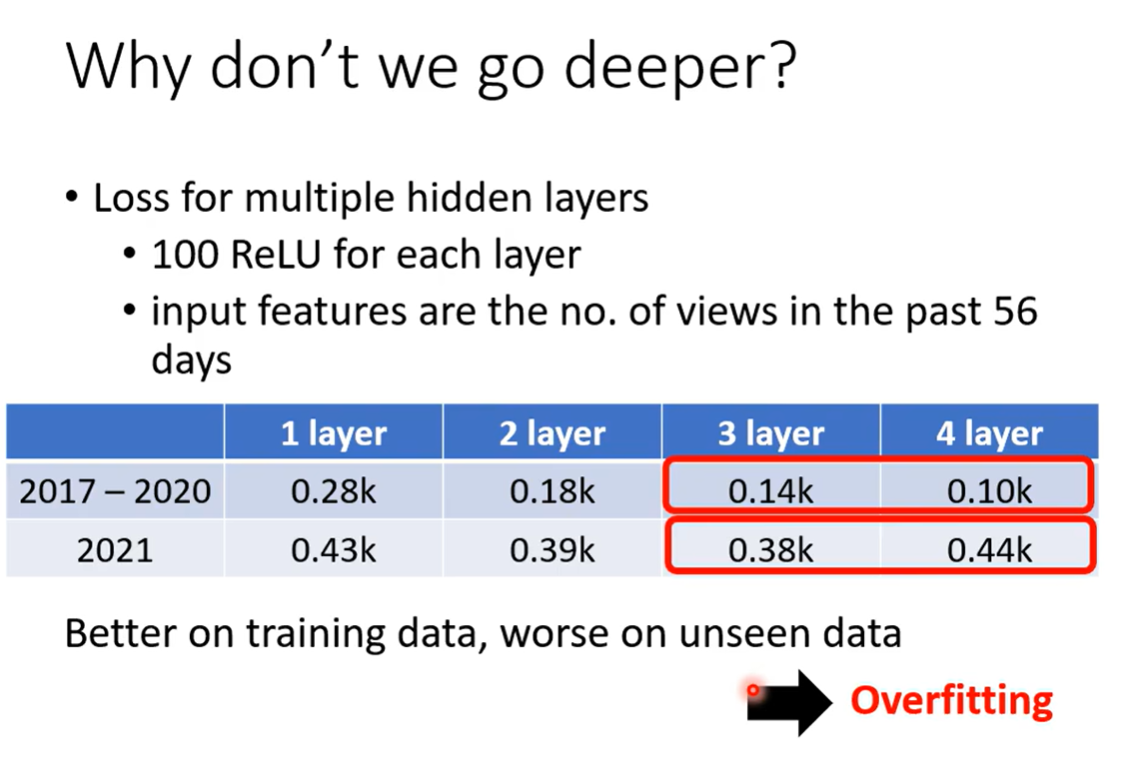 Why don’t we go deeper?
• Loss for multiple hidden layers
• 100 ReLU for each layer
• input features are the no. of views in the past 56
days
1 layer 2 layer 3 layer 4 layer
2017 – 2020 0.28k 0.18k 0.14k 0.10k
2021 0.43k 0.39k 0.38k 0.44k
Better on training data, worse on unseen data
Overfitting